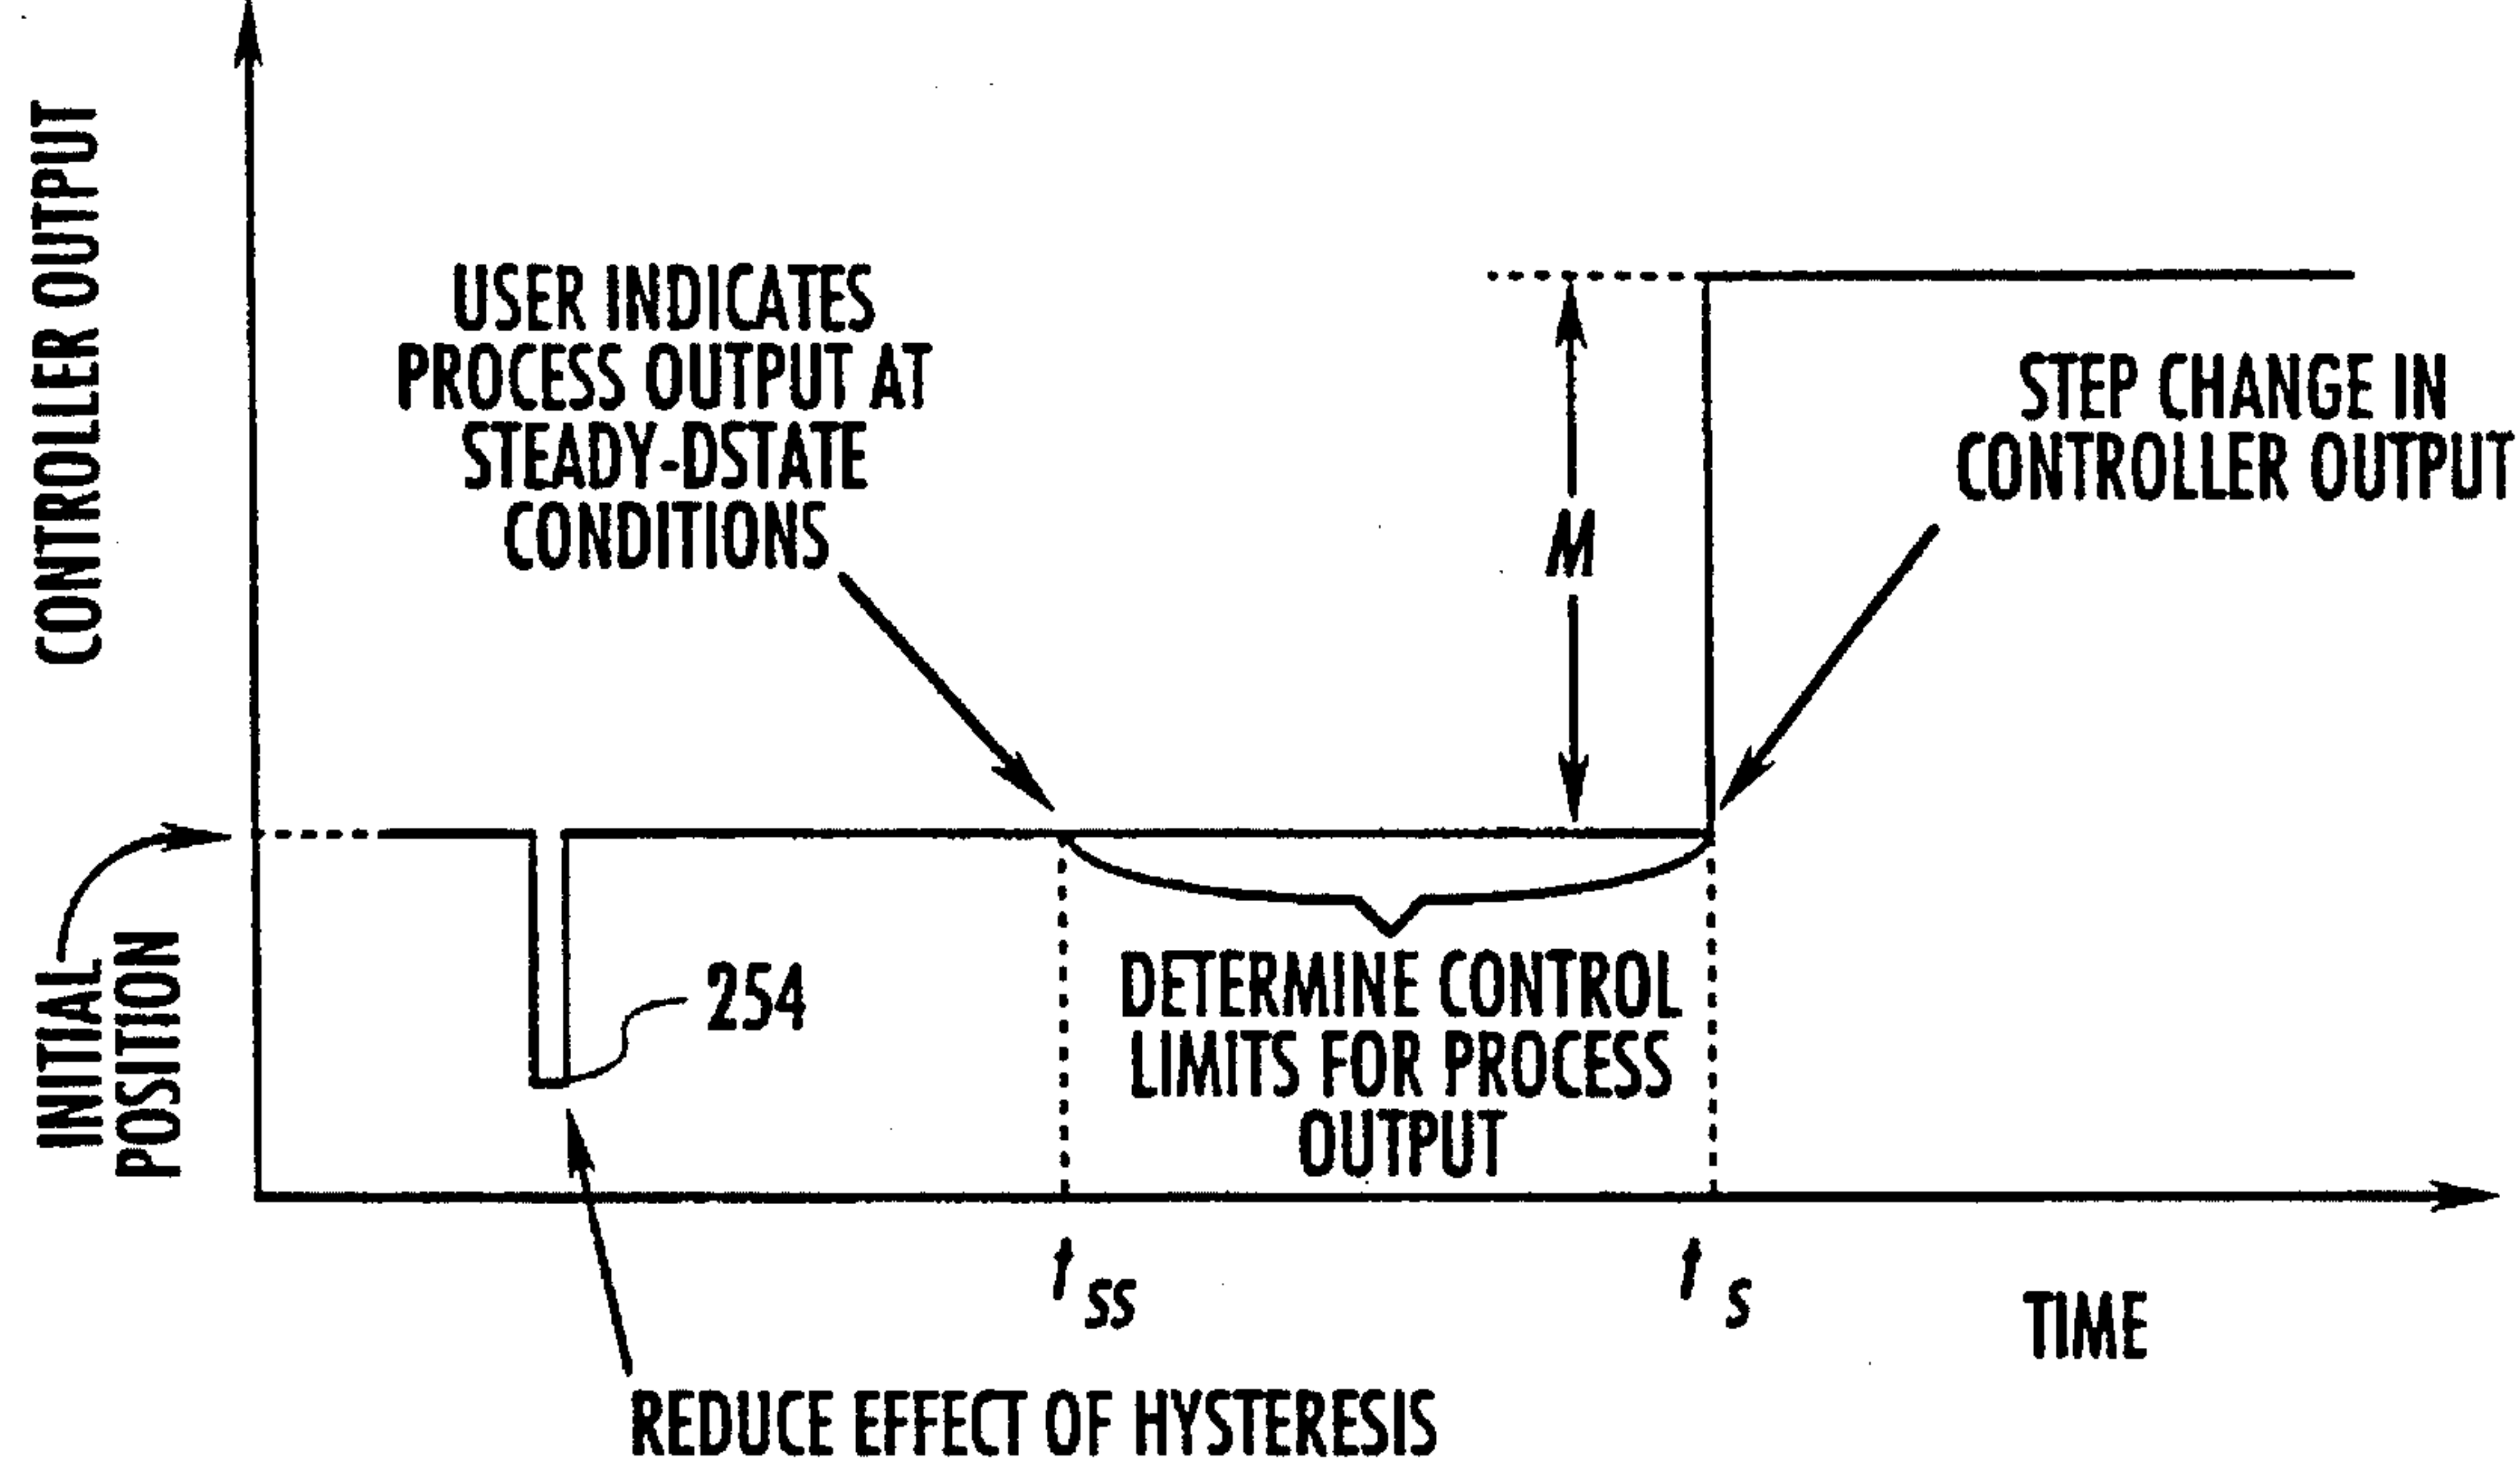 CONTROLLER OUTPUT
USER INDICATES
PROCESS OUTPUT AT
STEADY-DSTATE
CONDITIONS
M
STEP CHANGE IN
CONTROLLER OUTPUT
INITIAL
POSITION
254
DETERMINE CONTROL
LIMITS FOR PROCESS
OUTPUT
t ss
t s
TIME
REDUCE EFFECT OF HYSTERESIS